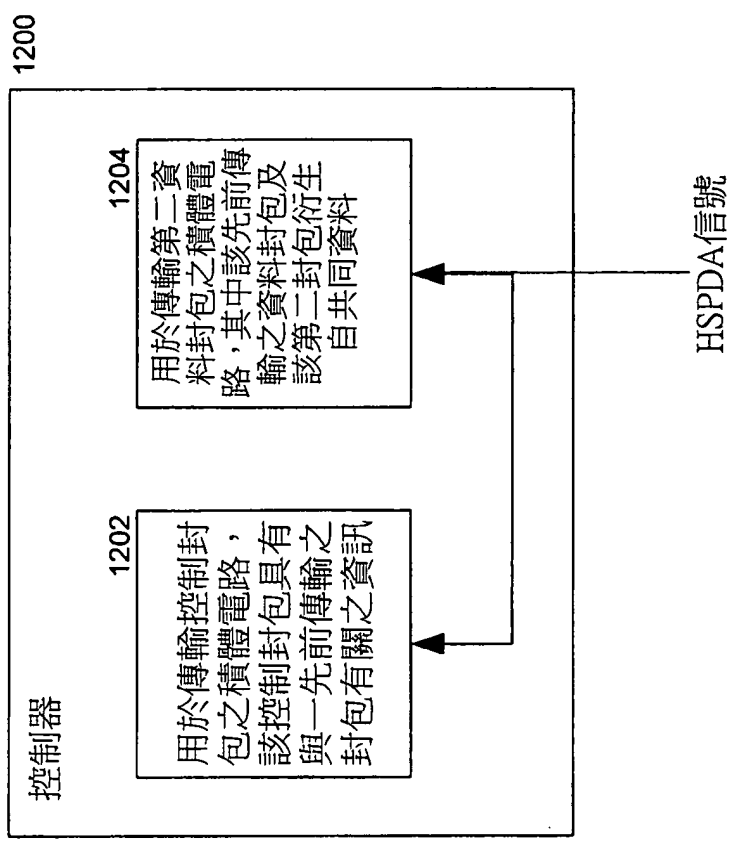 1200
控制器
1202
用於傳輸控制封
包之積體電路，
該控制封包具有
與一先前傳輸之
封包有關之資訊
1204
用於傳輸第二資
料封包之積體電
路，其中該先前傳
輸之資料封包及
該第二封包衍生
自共同資料
HSPDA信號